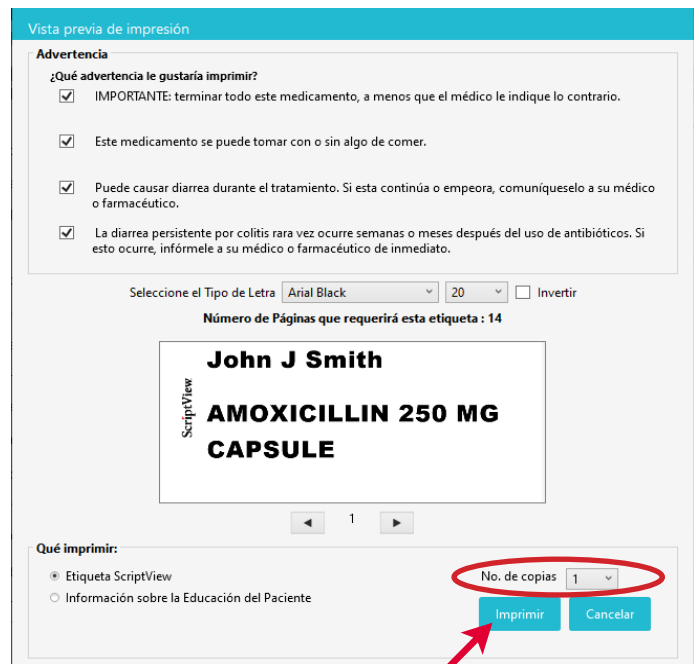 Vista previa de impresión
Advertencia
¿Qué advertencia le gustaría imprimir?
IMPORTANTE: terminar todo este medicamento, a menos que el médico le indique lo contrario.
Este medicamento se puede tomar con o sin algo de comer.
Puede causar diarrea durante el tratamiento. Si esta continúa o empeora, comuníqueselo a su médico
o farmacéutico.
La diarrea persistente por colitis rara vez ocurre semanas o meses después del uso de antibióticos. Si
esto ocurre, infórmele a su médico o farmacéutico de inmediato.
Seleccione el Tipo de Letra Arial Black 20 Invertir
Número de Páginas que requerirá esta etiqueta : 14
ScriptView
John J Smith
AMOXICILLIN 250 MG
CAPSULE
1
Qué imprimir:
Etiqueta ScriptView
No. de copias 1
Información sobre la Educación del Paciente
Imprimir Cancelar